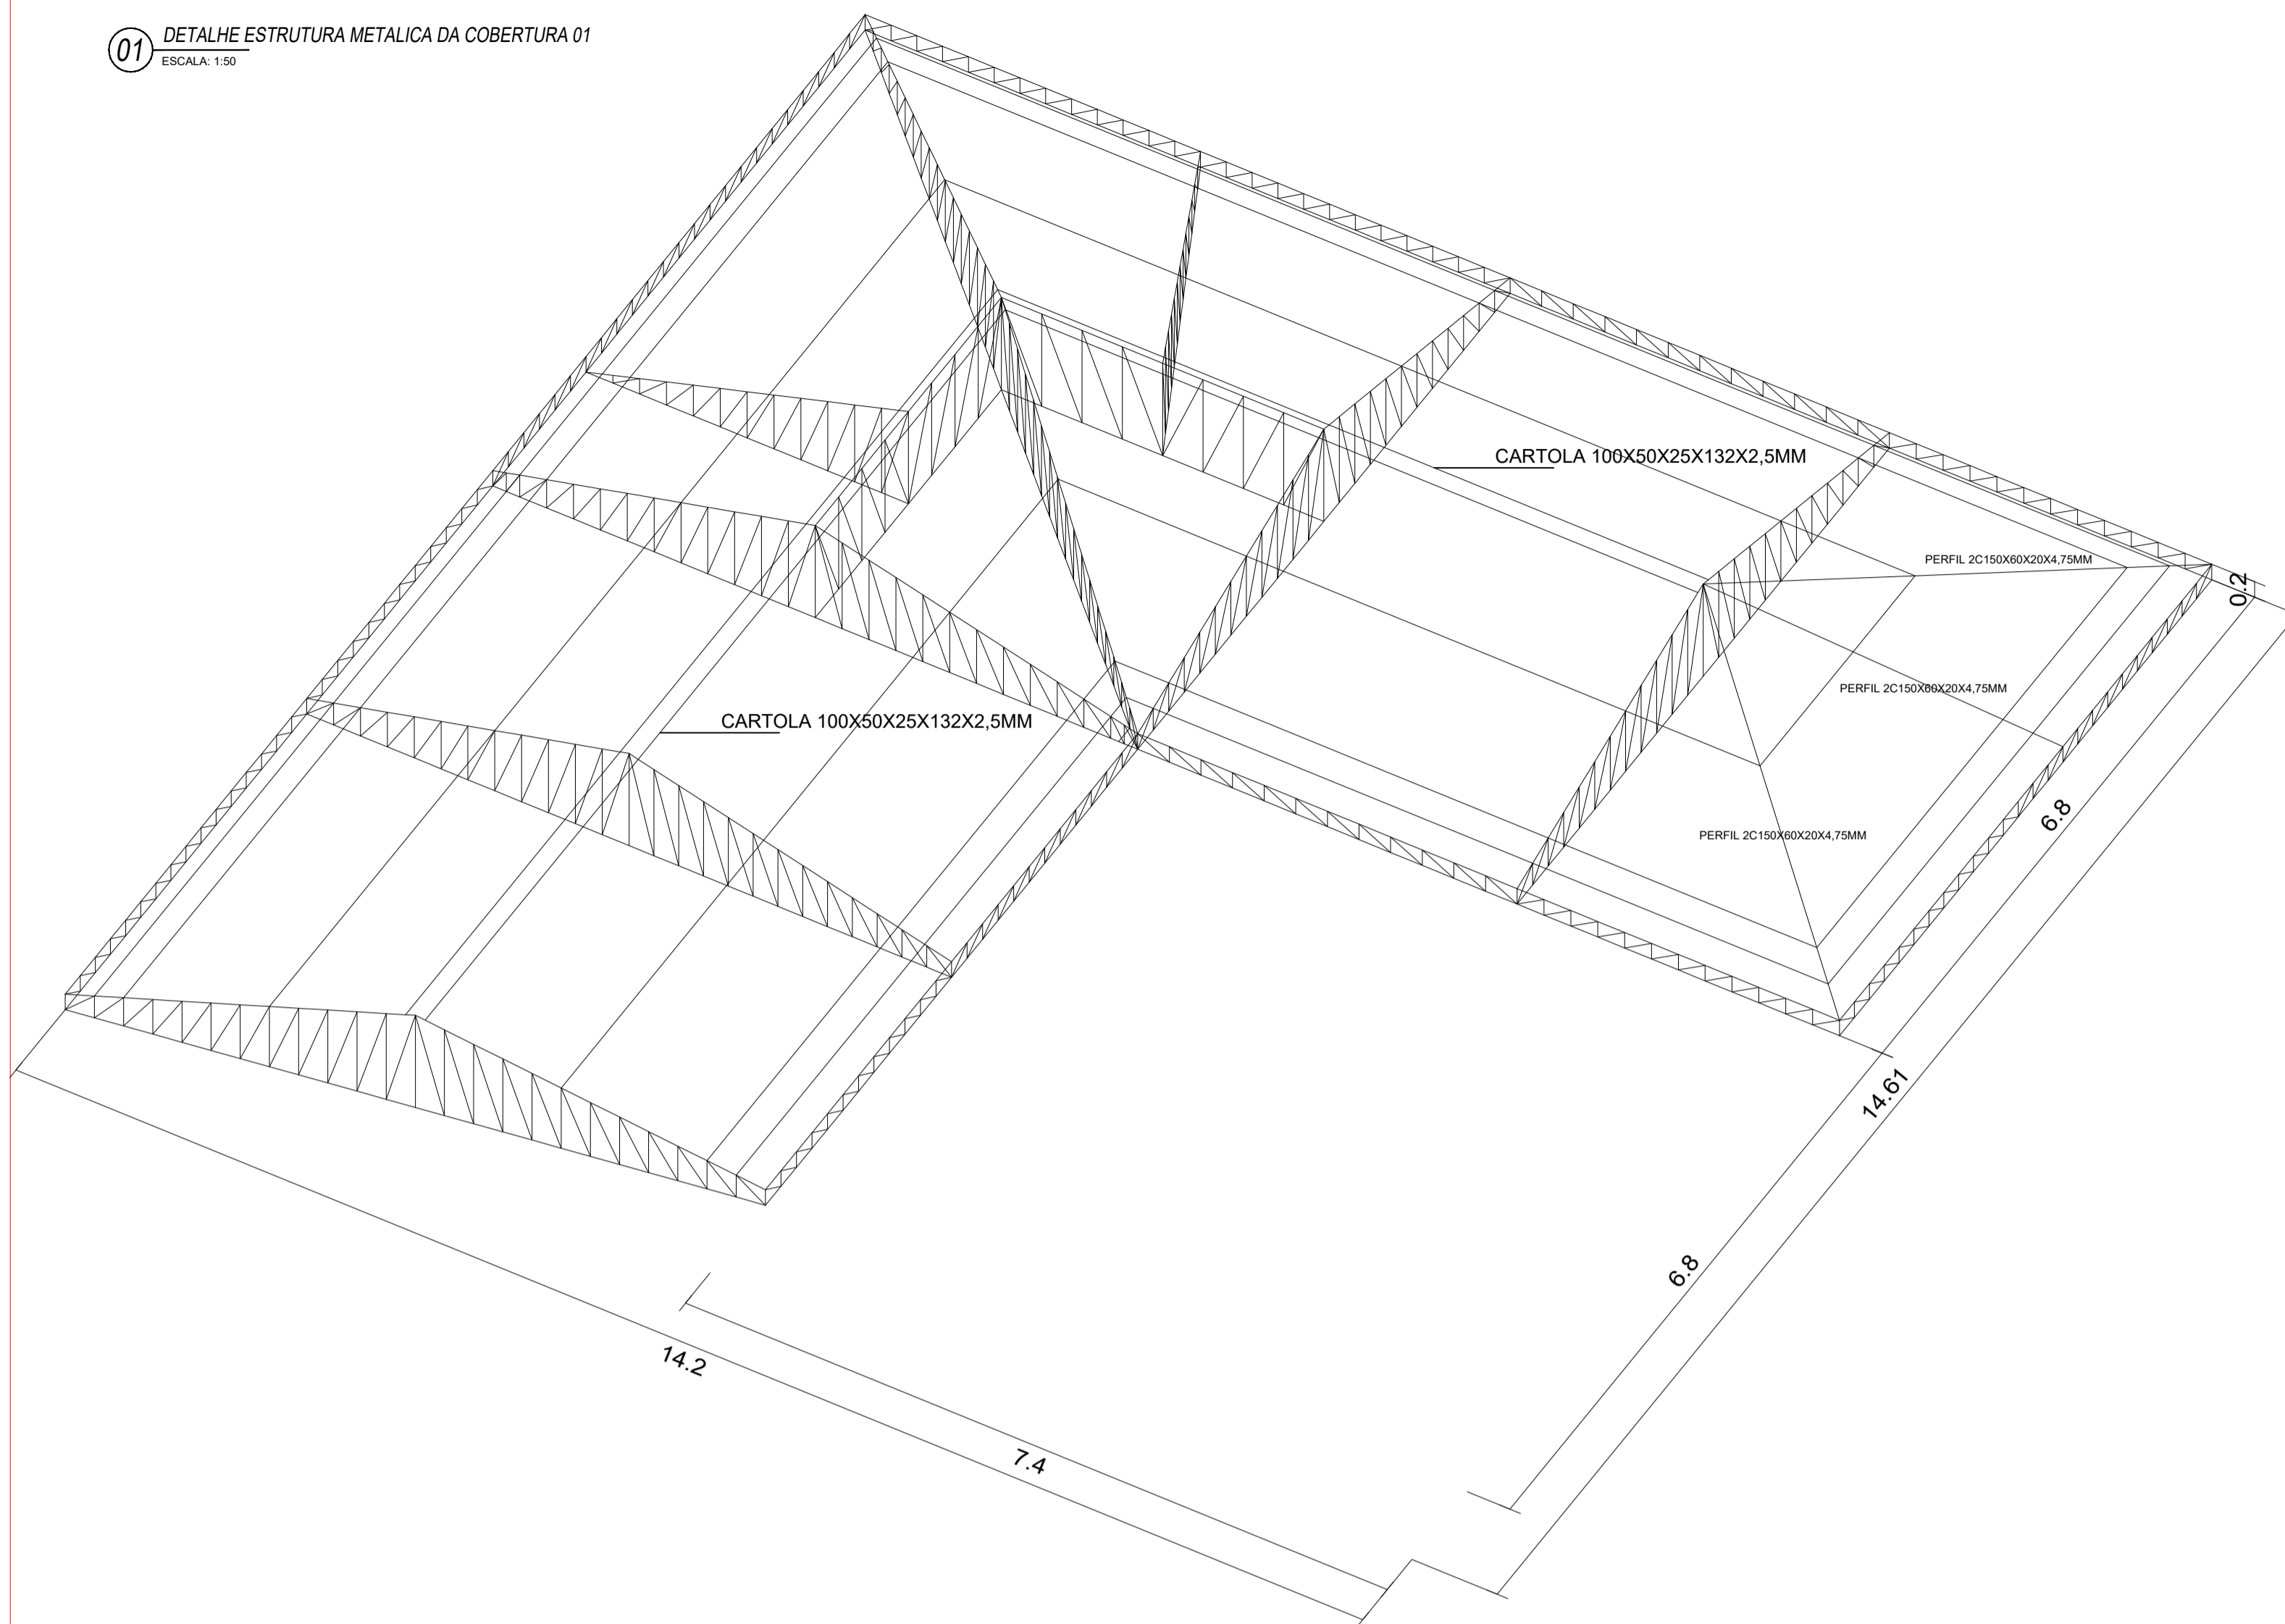 01
DETALHE ESTRUTURA METALICA DA COBERTURA 01
ESCALA: 1:50
CARTOLA 100X50X25X132X2,5MM
PERFIL 2C150X60X20X4,75MM
0.2
PERFIL 2C150X60X20X4,75MM
CARTOLA 100X50X25X132X2,5MM
6.8
PERFIL 2C150X60X20X4,75MM
14.61
6.8
14.2
7.4